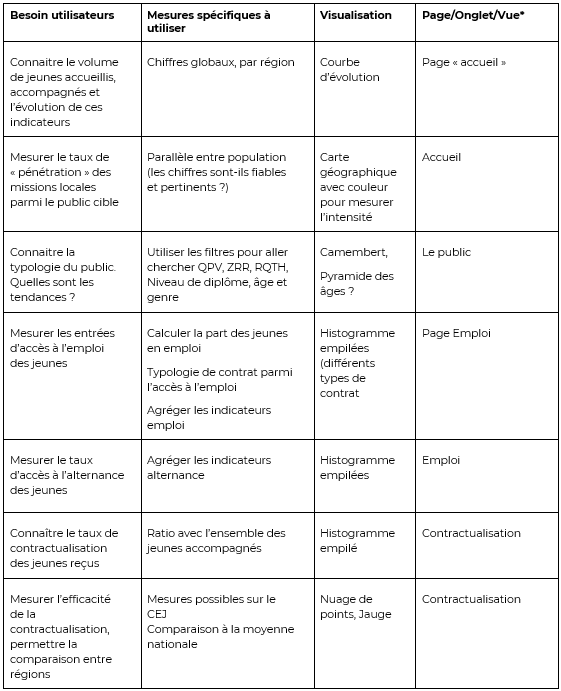 Besoin utilisateurs
Mesures spécifiques à
utiliser
Visualisation
Page/Onglet/Vue*
Connaitre le volume
de jeunes accueillis,
accompagnés et
l'évolution de ces
indicateurs
Chiffres globaux, par région
Courbe
d'évolution
Page « accueil »
Mesurer le taux de
« pénétration » des
missions locales
parmi le public cible
Parallèle entre population
(les chiffres sont-ils fiables
et pertinents ?)
Carte
géographique
avec couleur
pour mesurer
l'intensité
Accueil
Connaitre la
typologie du public.
Quelles sont les
tendances ?
Utiliser les filtres pour aller
chercher QPV, ZRR, RQTH,
Niveau de diplôme, âge et
genre
Camembert,
Pyramide des
âges ?
Le public
Mesurer les entrées
d'accès à l'emploi
des jeunes
Calculer la part des jeunes
en emploi
Typologie de contrat parmi
l'accès à l'emploi
Agréger les indicateurs
emploi
Histogramme
empilées
(différents
types de
contrat
Page Emploi
Mesurer le taux
d'accès à l'alternance
des jeunes
Agréger les indicateurs
alternance
Histogramme
empilées
Emploi
Connaître le taux de
contractualisation
des jeunes reçus
Ratio avec l'ensemble des
jeunes accompagnés
Histogramme
empilé
Contractualisation
Mesurer l'efficacité
de la
contractualisation,
permettre la
comparaison entre
régions
Mesures possibles sur le
CEJ
Comparaison à la moyenne
nationale
Nuage de
points, Jauge
Contractualisation